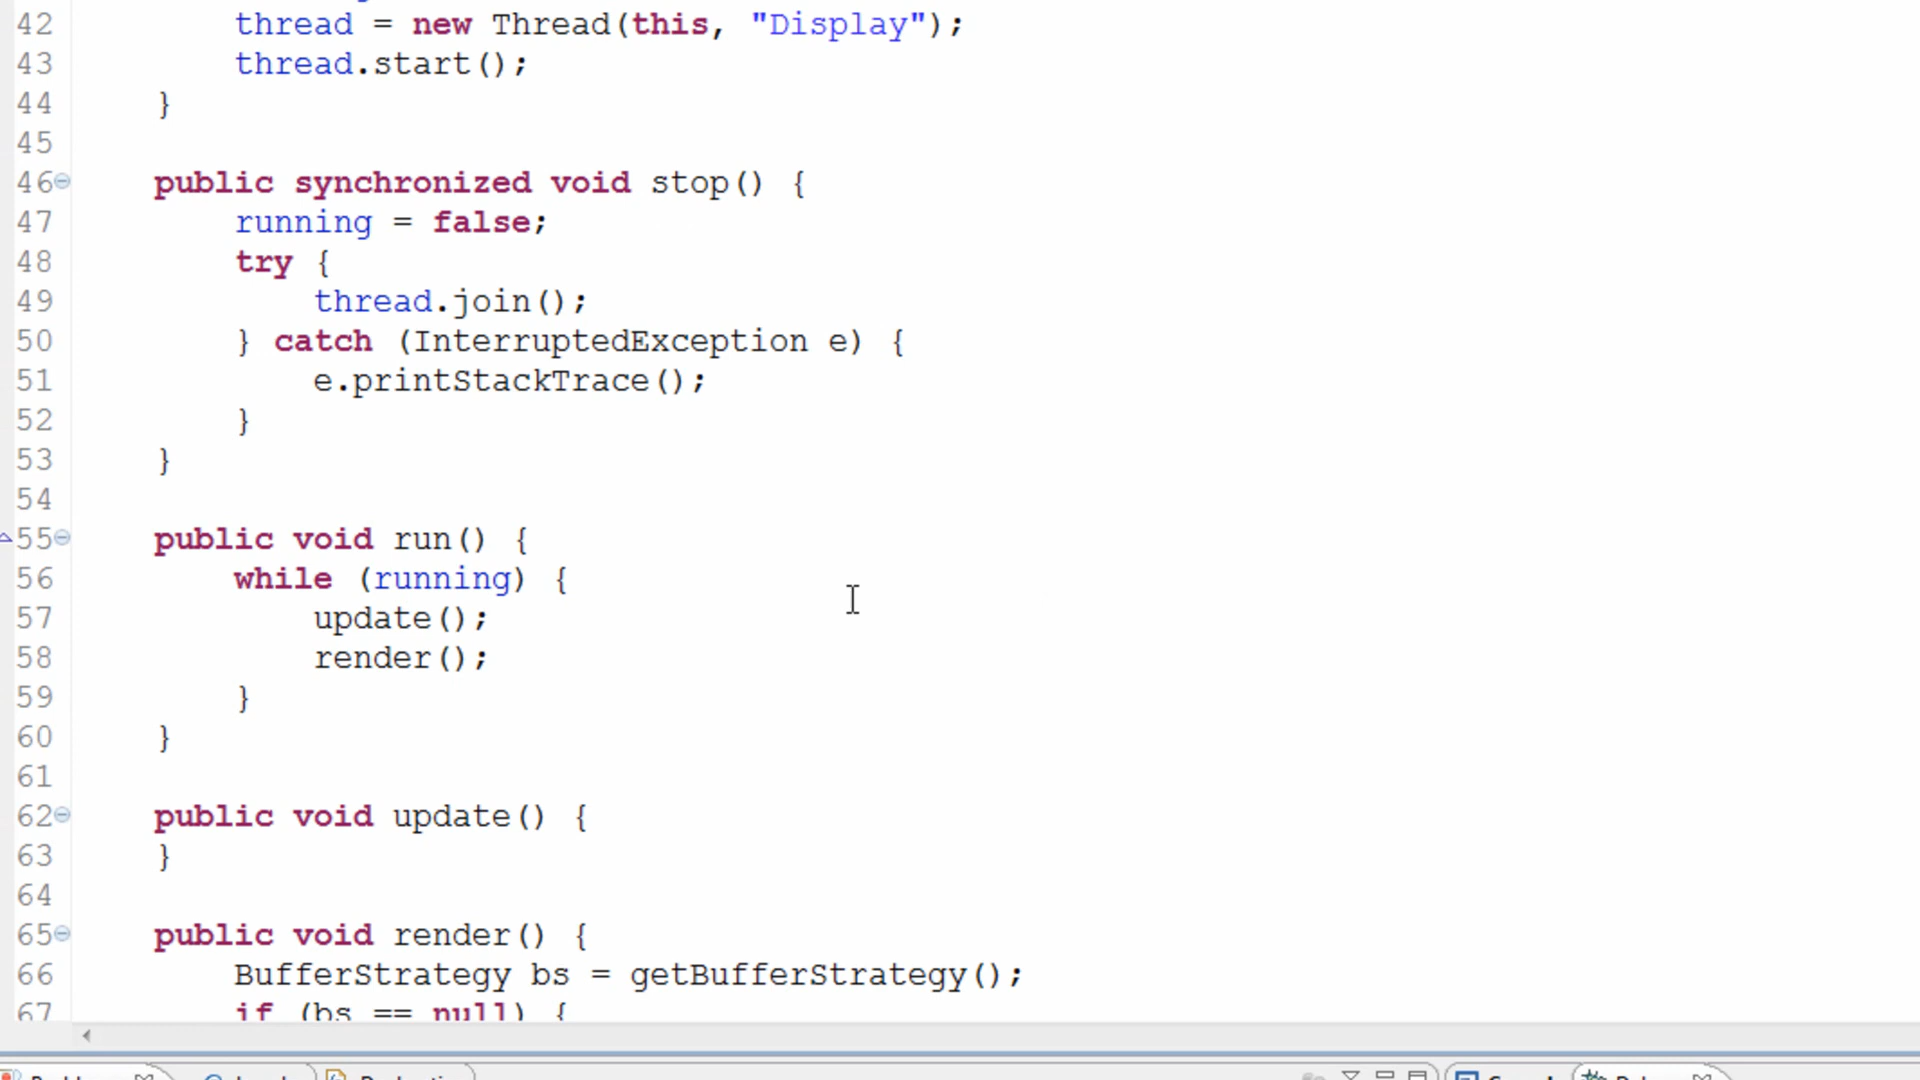 42 thread = new Thread(this, "Display");
43 thread.start();
44 }
45
46 public synchronized void stop() {
47 running = false;
48 try {
49 thread.join();
50 } catch (InterruptedException e) {
51 e.printStackTrace();
52 }
53 }
54
55 public void run() {
56 while (running) {
57 update();
58 render();
59 }
60 }
61
62 public void update() {
63 }
64
65 public void render() {
66 BufferStrategy bs = getBufferStrategy();
67 if (bs == null) {